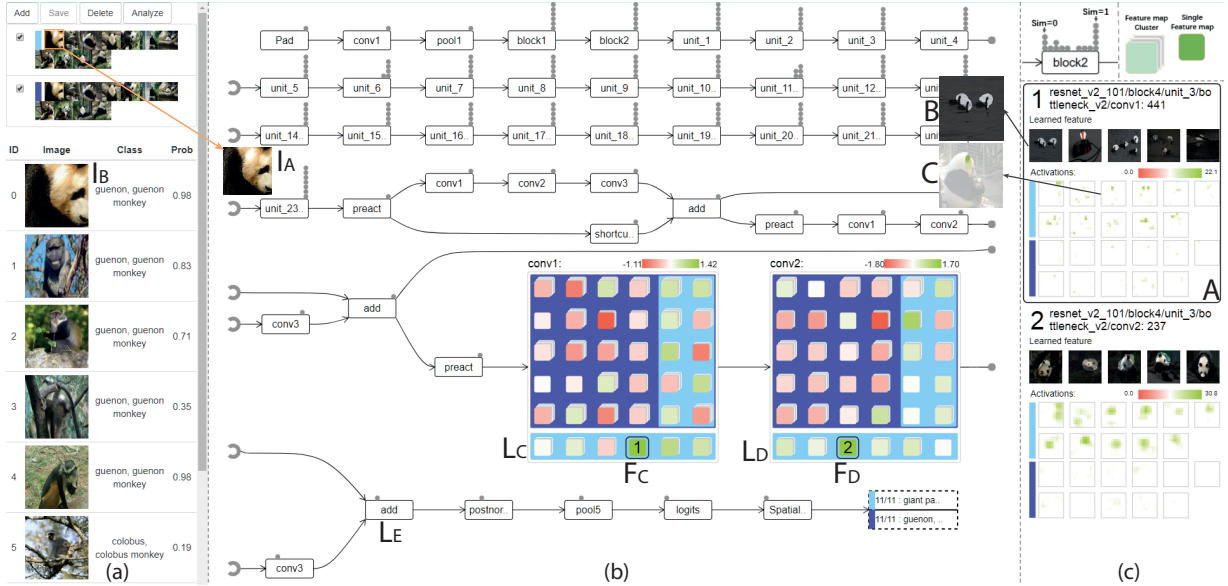 Add Save Delete Analyze
ID Image Class Prob
I_B
0 guenon, guenon monkey 0.98
1 guenon, guenon monkey 0.83
2 guenon, guenon monkey 0.71
3 guenon, guenon monkey 0.35
4 guenon, guenon monkey 0.98
5 colobus, colobus monkey 0.19
(a)
Pad conv1 pool1 block1 block2 unit_1 unit_2 unit_3 unit_4
unit_5 unit_6 unit_7 unit_8 unit_9 unit_10.. unit_11.. unit_12..
unit_14.. unit_15.. unit_16.. unit_17.. unit_18.. unit_19.. unit_20.. unit_21..
B
I_A
C
unit_23.. preact conv1 conv2 conv3 add
shortcu.. preact conv1 conv2
conv3 add preact
conv1: -1.11 1.42
conv2: -1.80 1.70
L_C 1 F_C
L_D 2 F_D
add postnor.. pool5 logits Spatial..
11/11 : giant pa..
11/11 : guenon, ..
L_E
conv3
(b)
Sim=1
Sim=0
block2
Feature map
Cluster
Single
Feature map
1 resnet_v2_101/block4/unit_3/bo
ttleneck_v2/conv1: 441
Learned feature
Activations: 0.0 22.1
A
2 resnet_v2_101/block4/unit_3/bo
ttleneck_v2/conv2: 237
Learned feature
Activations: 0.0 30.8
(c)